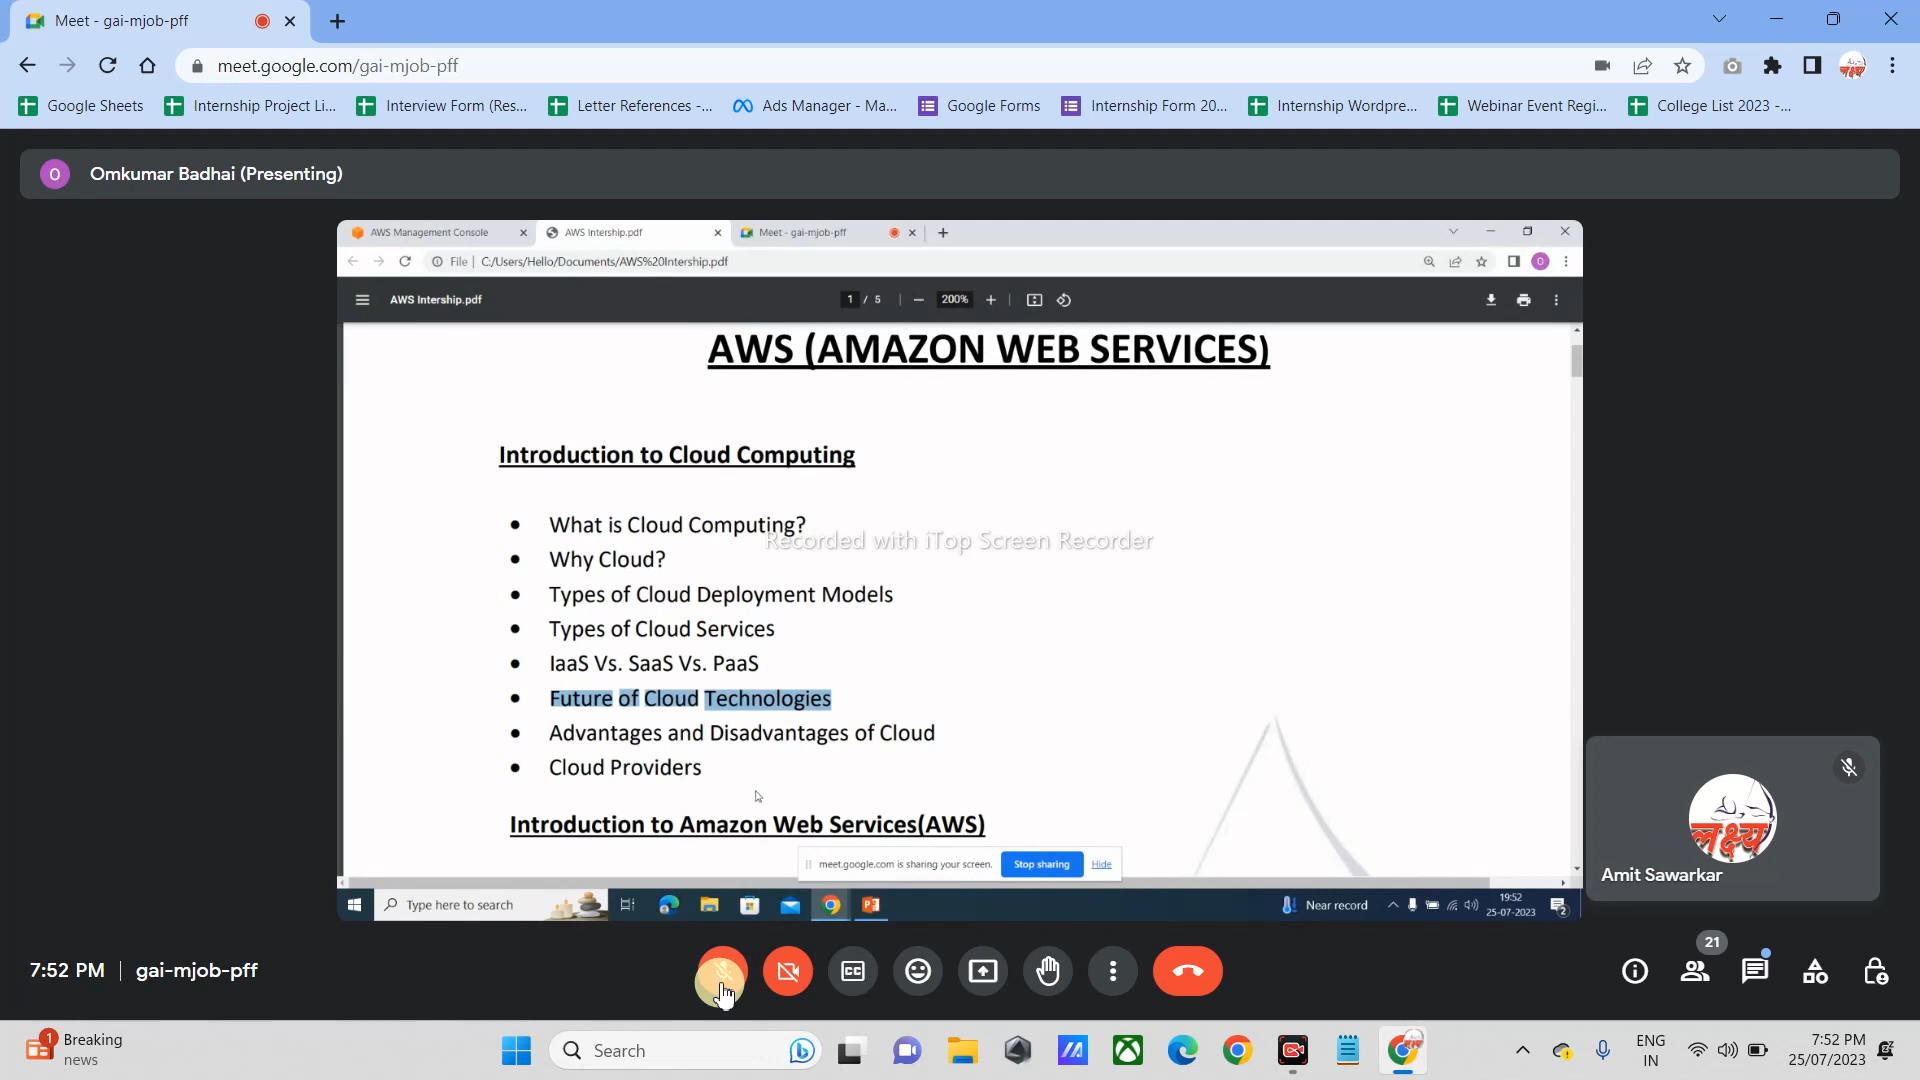 Meet - gai-mjob-pff
meet.google.com/gai-mjob-pff
Google Sheets
Internship Project Li...
Interview Form (Res...
Letter References -...
Ads Manager - Ma...
Google Forms
Internship Form 20...
Internship Wordpre...
Webinar Event Regi...
College List 2023 -...
O
Omkumar Badhai (Presenting)
AWS Management Console
AWS Intership.pdf
Meet - gai-mjob-pff
File | C:/Users/Hello/Documents/AWS%20Intership.pdf
O
AWS Intership.pdf
1 / 5
200%
AWS (AMAZON WEB SERVICES)
Introduction to Cloud Computing
• What is Cloud Computing?
Recorded with iTop Screen Recorder
• Why Cloud?
• Types of Cloud Deployment Models
• Types of Cloud Services
• IaaS Vs. SaaS Vs. PaaS
• Future of Cloud Technologies
• Advantages and Disadvantages of Cloud
• Cloud Providers
Introduction to Amazon Web Services(AWS)
meet.google.com is sharing your screen.
Stop sharing
Hide
लक्ष्य
Amit Sawarkar
Type here to search
Near record
19:52
25-07-2023
2
7:52 PM | gai-mjob-pff
CC
21
1
Breaking
news
Search
ENG
IN
7:52 PM
25/07/2023